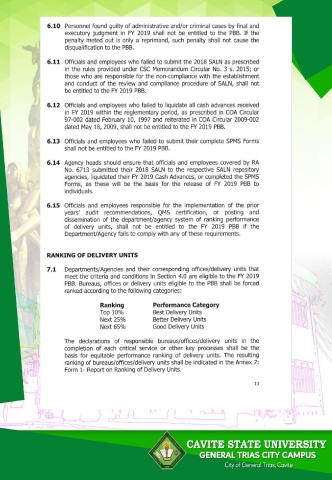 6.10 Personnel found guilty of administrative and/or criminal cases by final and
executory judgment in FY 2019 shall not be entitled to the PBB. If the
penalty meted out is only a reprimand, such penalty shall not cause the
disqualification to the PBB.
6.11 Officials and employees who failed to submit the 2018 SALN as prescribed
in the rules provided under CSC Memorandum Circular No. 3 s. 2015; or
those who are responsible for the non-compliance with the establishment
and conduct of the review and compliance procedure of SALN, shall not
be entitled to the FY 2019 PBB.
6.12 Officials and employees who failed to liquidate all cash advances received
in FY 2019 within the reglementary period, as prescribed in COA Circular
97-002 dated February 10, 1997 and reiterated in COA Circular 2009-002
dated May 18, 2009, shall not be entitled to the FY 2019 PBB.
6.13 Officials and employees who failed to submit their complete SPMS Forms
shall not be entitled to the FY 2019 PBB.
6.14 Agency heads should ensure that officials and employees covered by RA
No. 6713 submitted their 2018 SALN to the respective SALN repository
agencies, liquidated their FY 2019 Cash Advances, or completed the SPMS
Forms, as these will be the basis for the release of FY 2019 PBB to
individuals.
6.15 Officials and employees responsible for the implementation of the prior
years' audit recommendations, QMS certification, or posting and
dissemination of the department/agency system of ranking performance
of delivery units, shall not be entitled to the FY 2019 PBB if the
Department/Agency fails to comply with any of these requirements.
RANKING OF DELIVERY UNITS
7.1 Departments/Agencies and their corresponding offices/delivery units that
meet the criteria and conditions in Section 4.0 are eligible to the FY 2019
PBB. Bureaus, offices or delivery units eligible to the PBB shall be forced
ranked according to the following categories:
Ranking Performance Category
Top 10% Best Delivery Units
Next 25% Better Delivery Units
Next 65% Good Delivery Units
The declarations of responsible bureaus/offices/delivery units in the
completion of each critical service or other key processes shall be the
basis for equitable performance ranking of delivery units. The resulting
ranking of bureaus/offices/delivery units shall be indicated in the Annex 7:
Form 1- Report on Ranking of Delivery Units.
11
CAVITE STATE UNIVERSITY
GENERAL TRIAS CITY CAMPUS
City of General Trias, Cavite